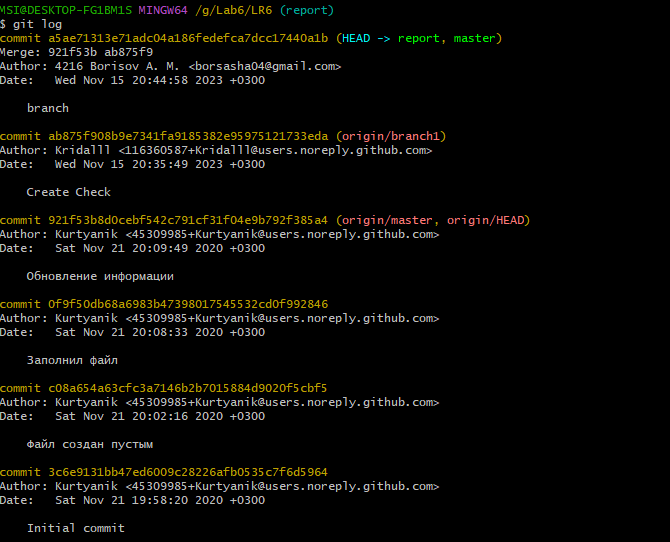 MSI@DESKTOP-FG1BM1S MINGW64 /g/Lab6/LR6 (report)
$ git log
commit a5ae71313e71adc04a186fedefca7dcc17440a1b (HEAD -> report, master)
Merge: 921f53b ab875f9
Author: 4216 Borisov A. M. <borsasha04@gmail.com>
Date:   Wed Nov 15 20:44:58 2023 +0300
branch
commit ab875f908b9e7341fa9185382e95975121733eda (origin/branch1)
Author: Kridalll <116360587+Kridalll@users.noreply.github.com>
Date:   Wed Nov 15 20:35:49 2023 +0300
Create Check
commit 921f53b8d0cebf542c791cf31f04e9b792f385a4 (origin/master, origin/HEAD)
Author: Kurtyanik <45309985+Kurtyanik@users.noreply.github.com>
Date:   Sat Nov 21 20:09:49 2020 +0300
Обновление информации
commit 0f9f50db68a6983b47398017545532cd0f992846
Author: Kurtyanik <45309985+Kurtyanik@users.noreply.github.com>
Date:   Sat Nov 21 20:08:33 2020 +0300
Заполнил файл
commit c08a654a63cfc3a7146b2b7015884d9020f5cbf5
Author: Kurtyanik <45309985+Kurtyanik@users.noreply.github.com>
Date:   Sat Nov 21 20:02:16 2020 +0300
Файл создан пустым
commit 3c6e9131bb47ed6009c28226afb0535c7f6d5964
Author: Kurtyanik <45309985+Kurtyanik@users.noreply.github.com>
Date:   Sat Nov 21 19:58:20 2020 +0300
Initial commit